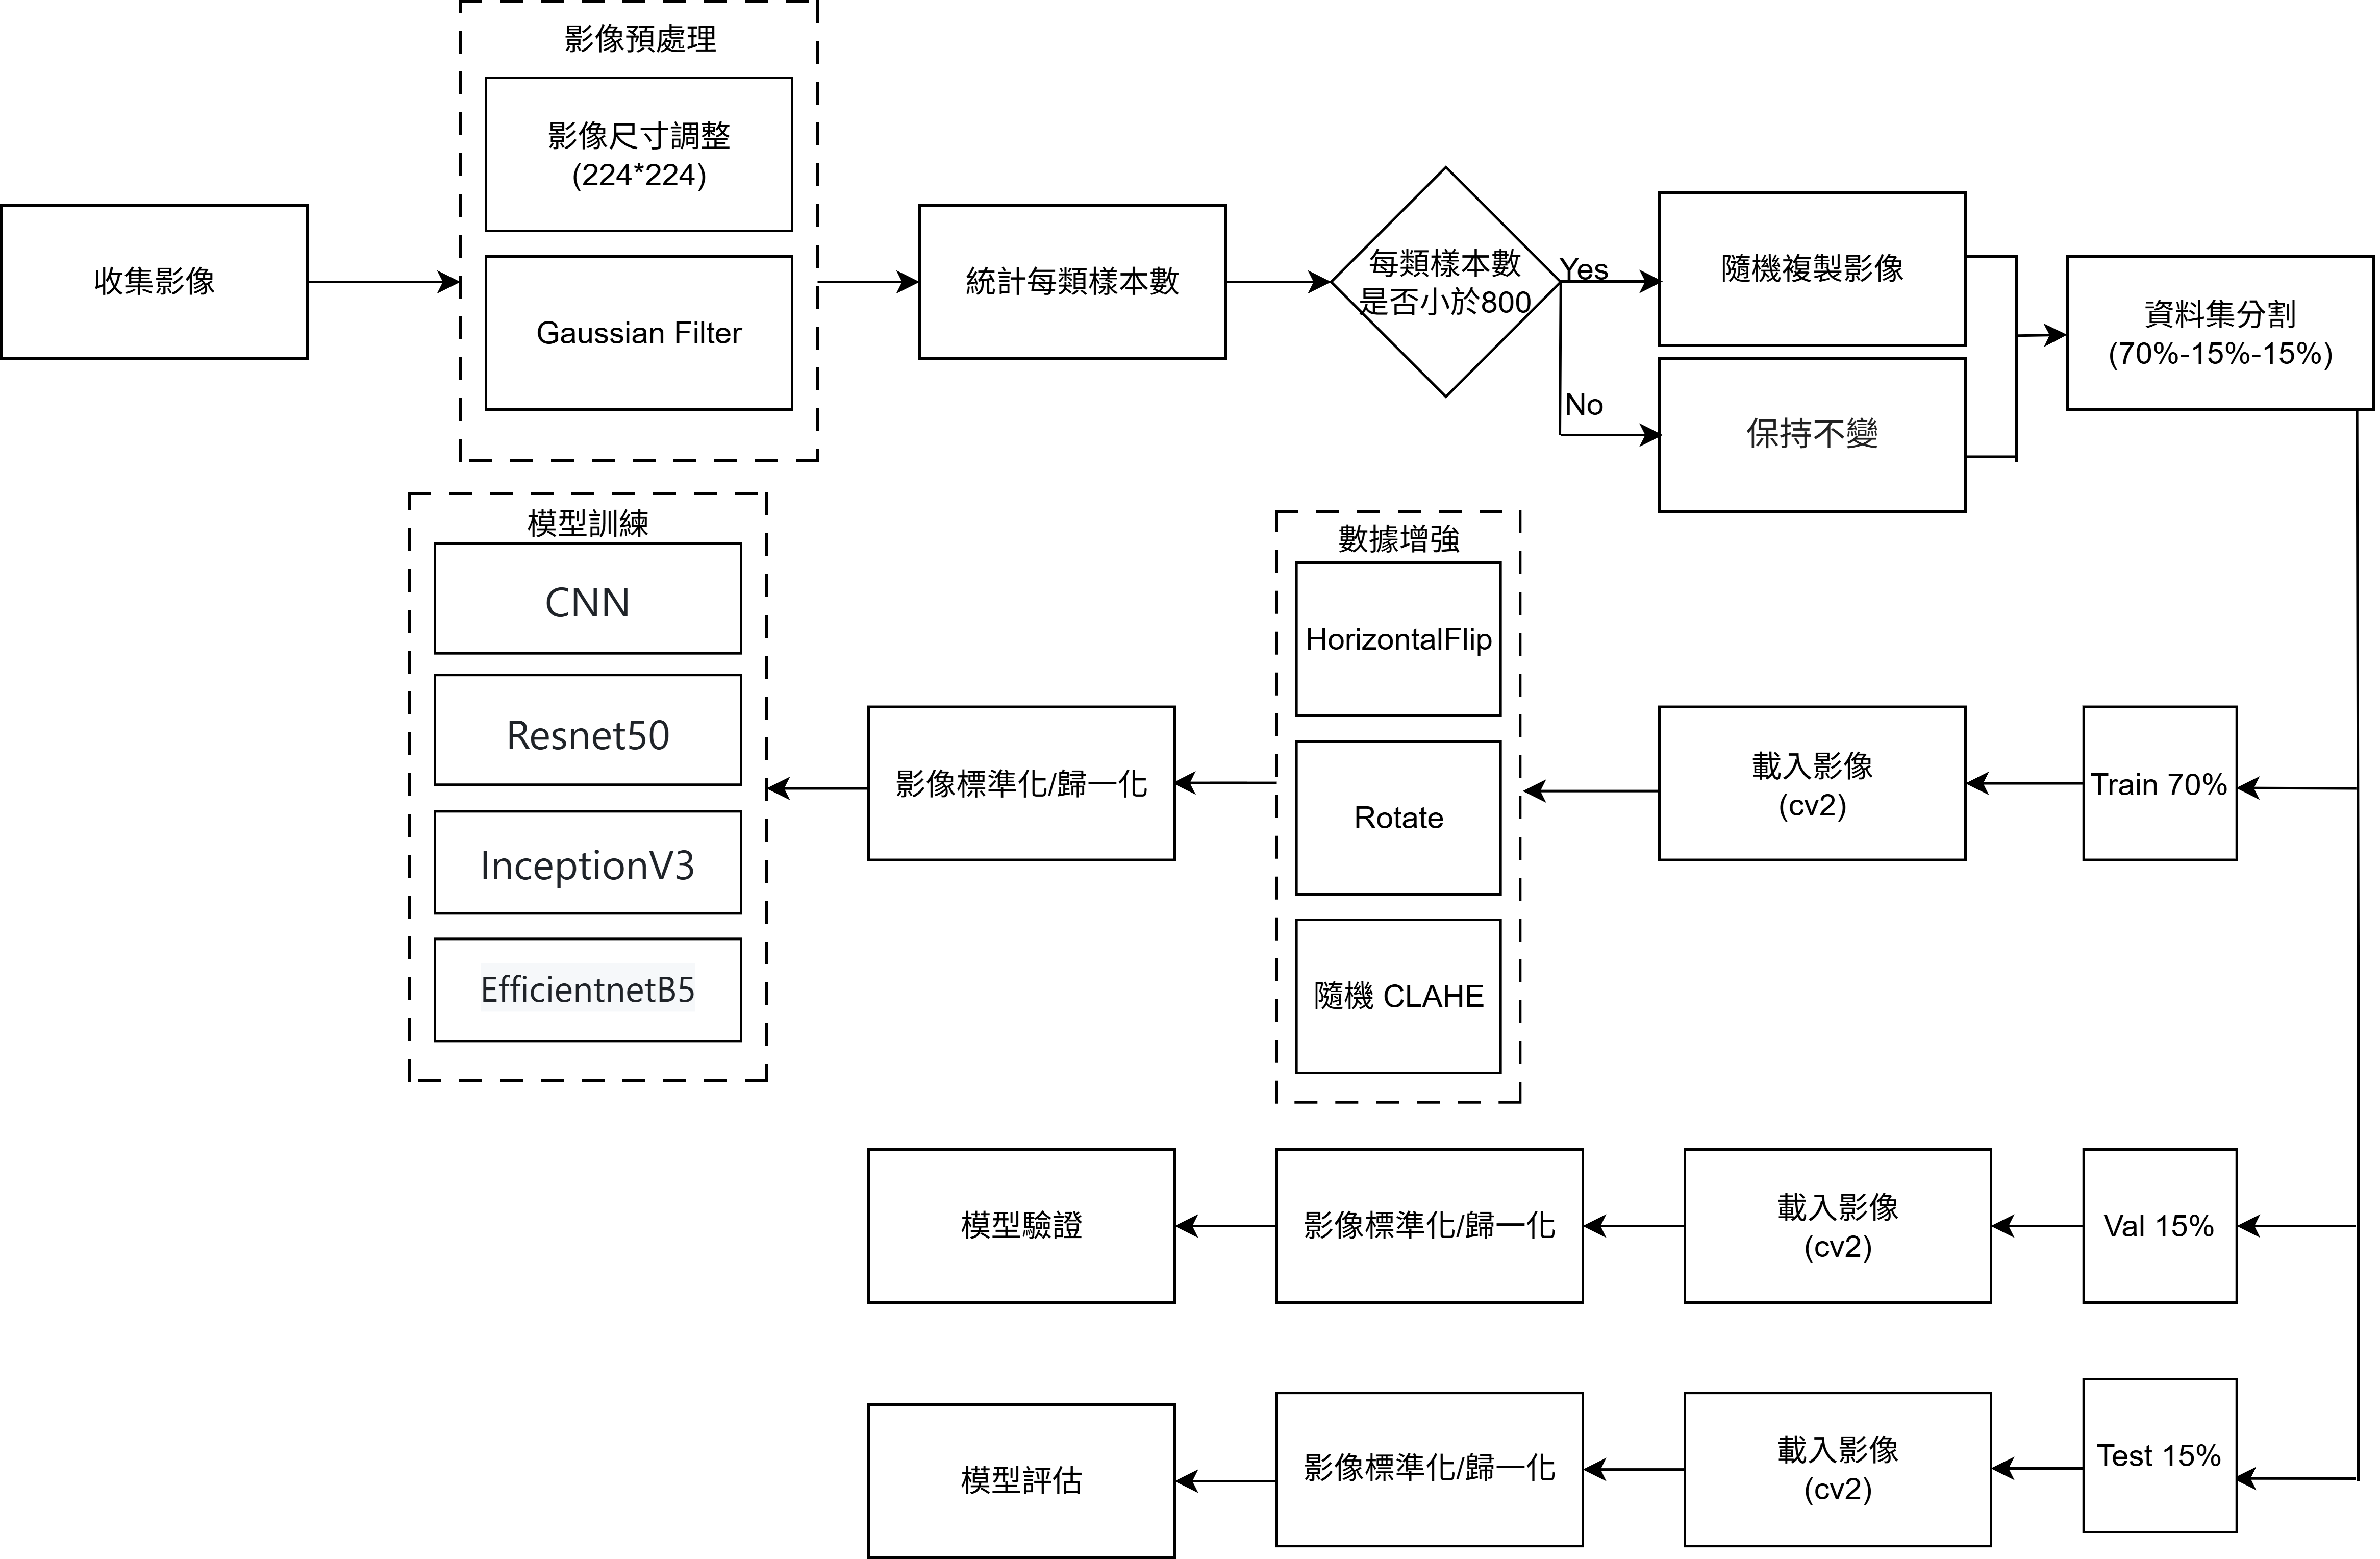 影像預處理
影像尺寸調整
(224*224)
Gaussian Filter
收集影像
統計每類樣本數
每類樣本數
是否小於800
Yes
No
隨機複製影像
保持不變
資料集分割
(70%-15%-15%)
模型訓練
CNN
Resnet50
InceptionV3
EfficientnetB5
影像標準化/歸一化
數據增強
HorizontalFlip
Rotate
隨機 CLAHE
載入影像
(cv2)
Train 70%
模型驗證
影像標準化/歸一化
載入影像
(cv2)
Val 15%
模型評估
影像標準化/歸一化
載入影像
(cv2)
Test 15%